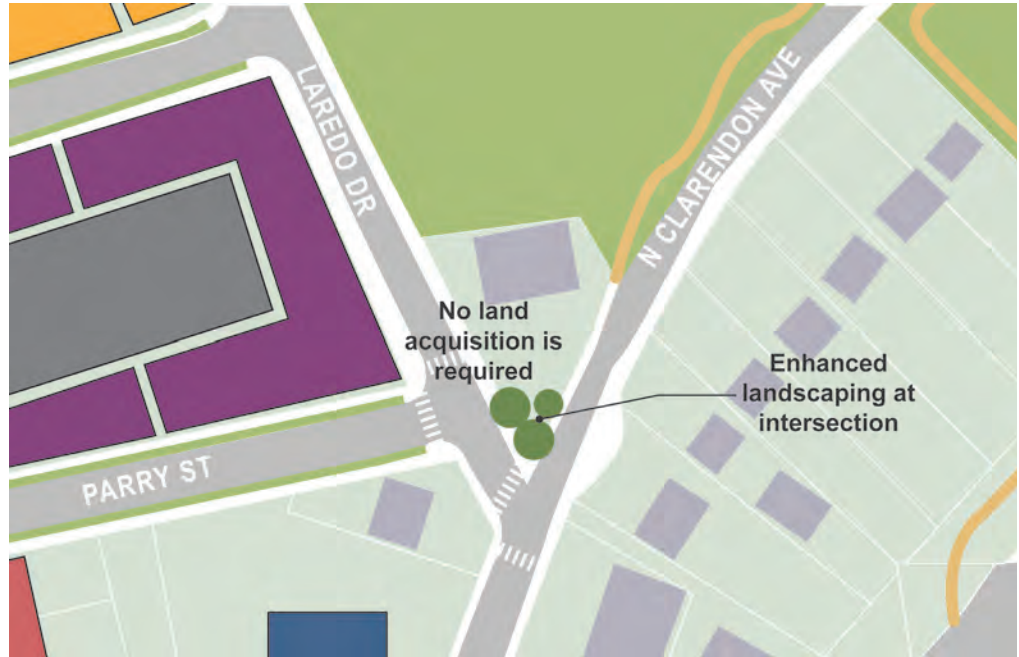 LAREDO DR
N CLARENDON AVE
No land
acquisition is
required
Enhanced
landscaping at
intersection
PARRY ST